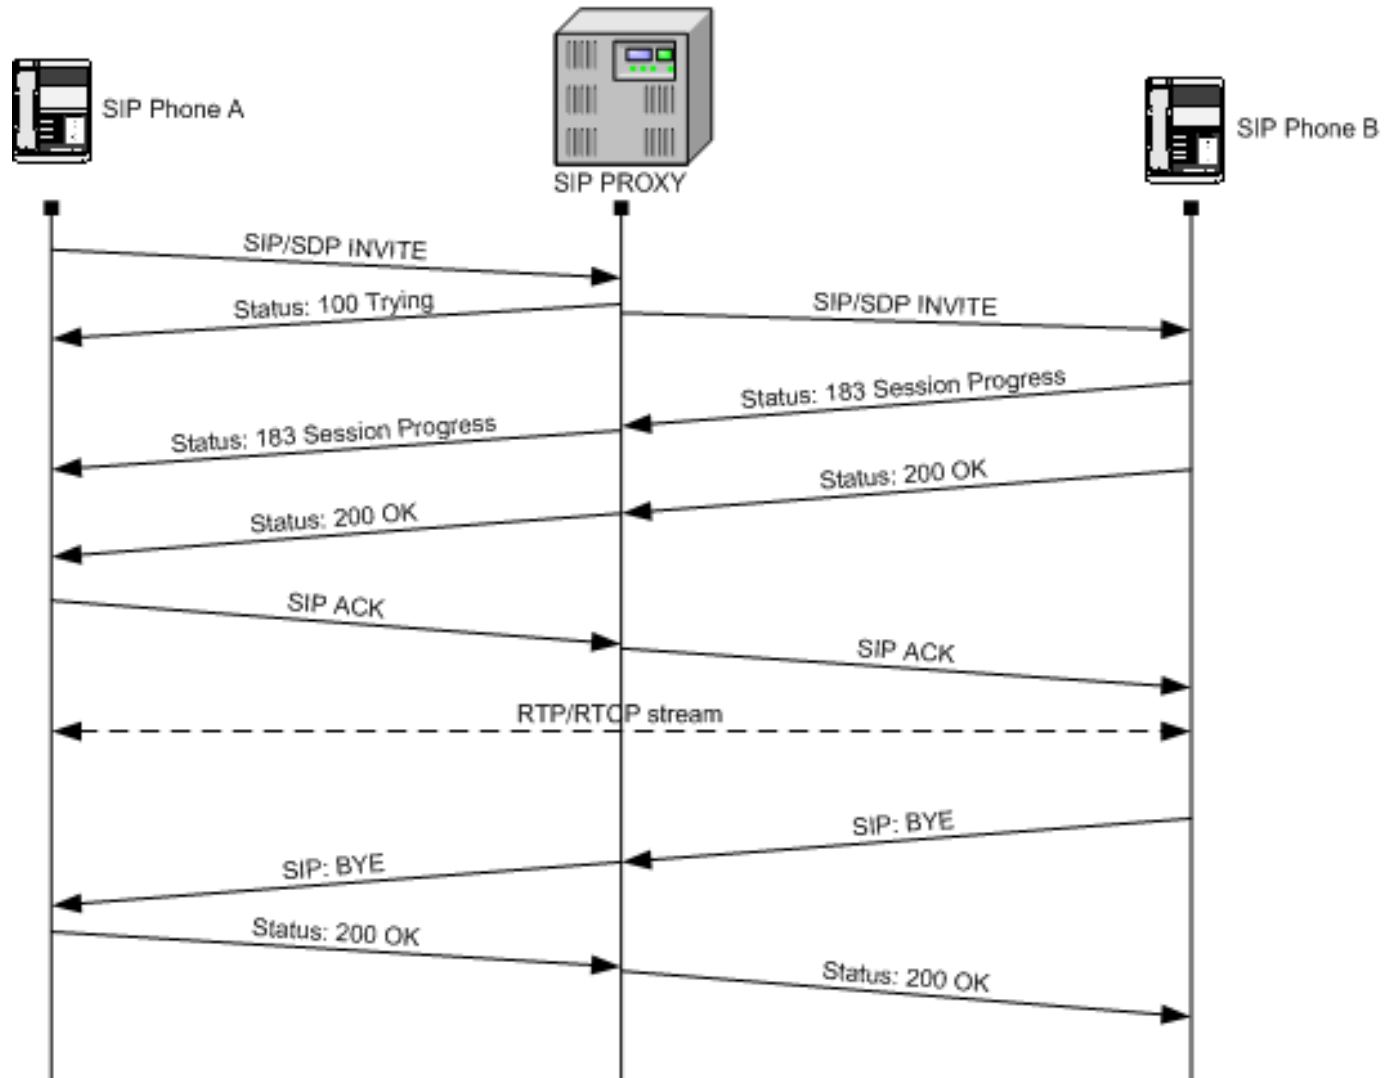 SIP Phone A
SIP PROXY
SIP Phone B
SIP/SDP INVITE
Status: 100 Trying
SIP/SDP INVITE
Status: 183 Session Progress
Status: 183 Session Progress
Status: 200 OK
Status: 200 OK
SIP ACK
SIP ACK
RTP/RTCP stream
SIP: BYE
SIP: BYE
Status: 200 OK
Status: 200 OK